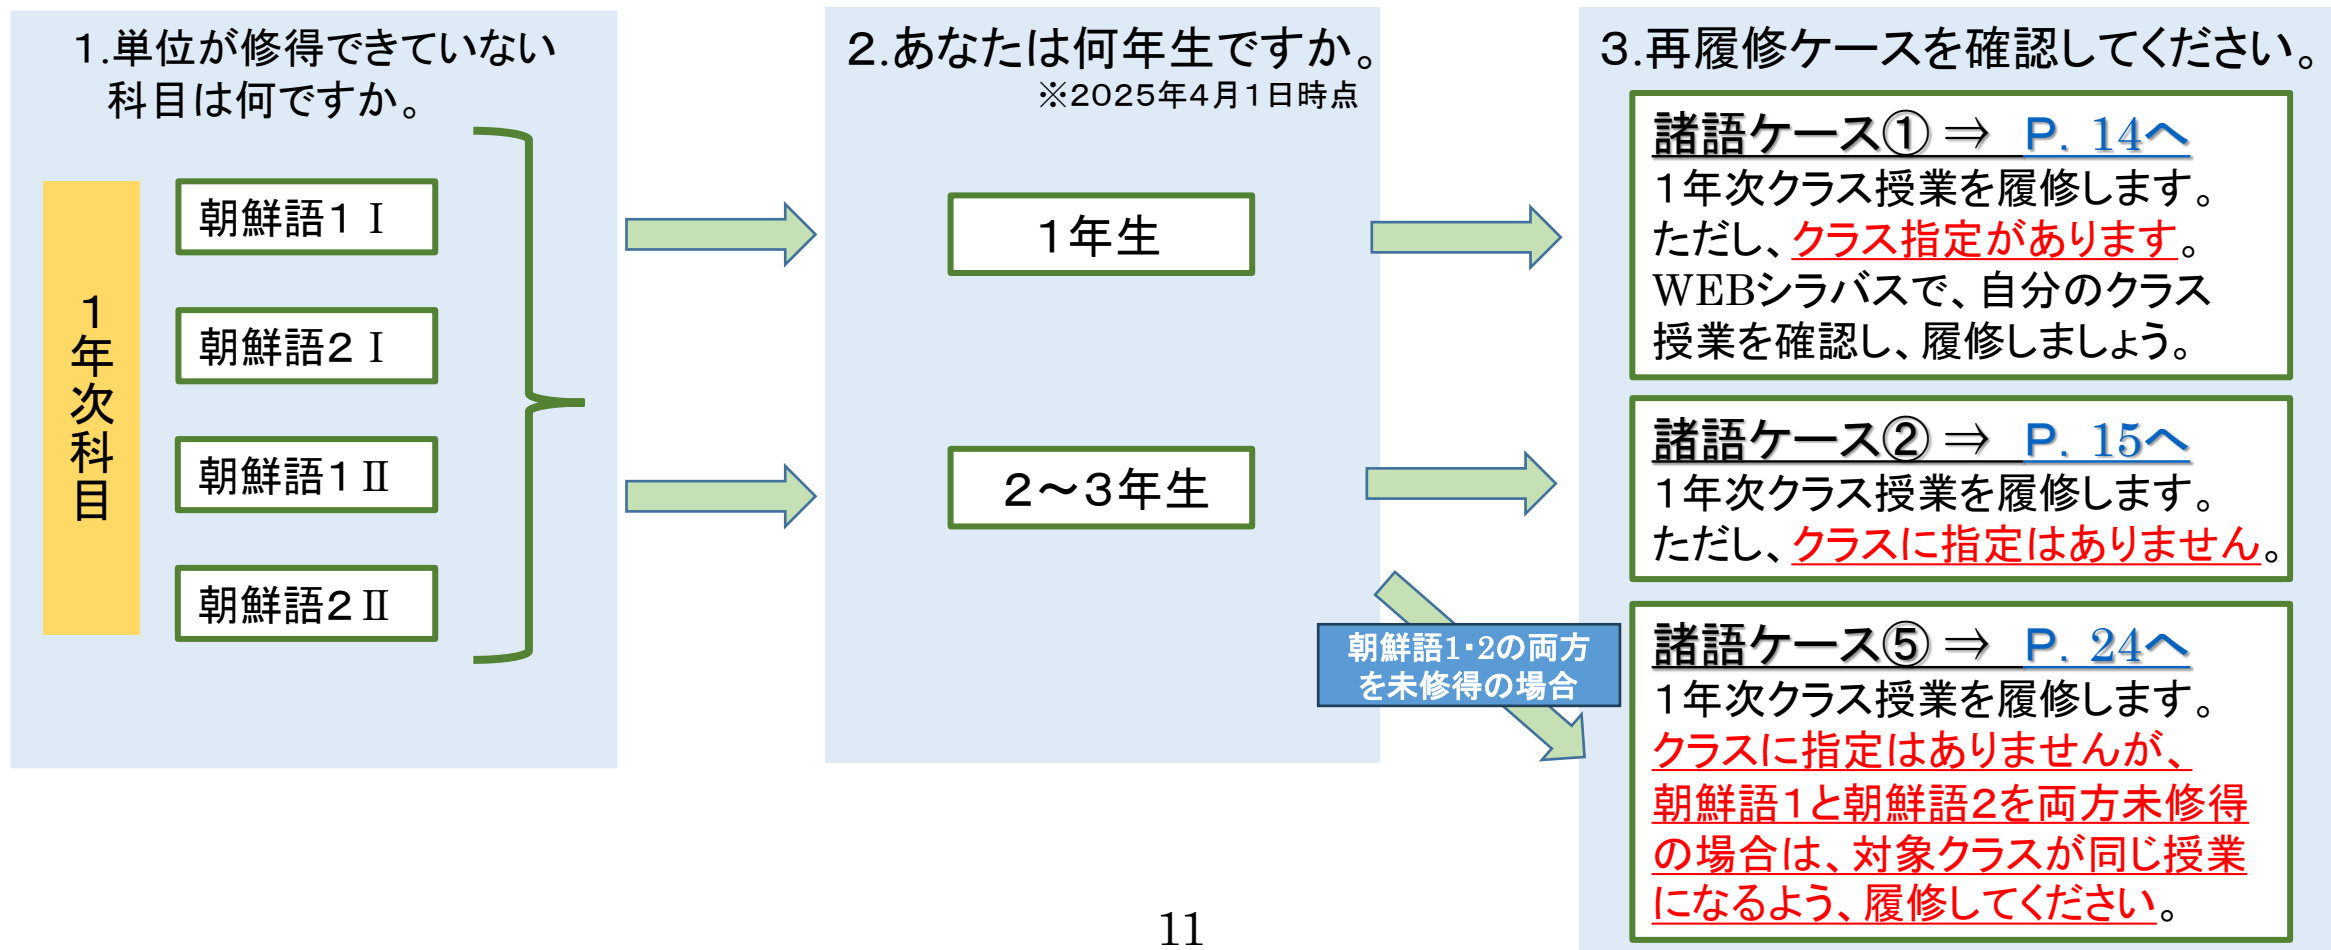 1.単位が修得できていない
科目は何ですか。
1年次科目
朝鮮語1 Ⅰ
朝鮮語2 Ⅰ
朝鮮語1 Ⅱ
朝鮮語2 Ⅱ
2.あなたは何年生ですか。
※2025年4月1日時点
1年生
2～3年生
朝鮮語1・2の両方
を未修得の場合
3.再履修ケースを確認してください。
諸語ケース① ⇒ P. 14へ
1年次クラス授業を履修します。
ただし、クラス指定があります。
WEBシラバスで、自分のクラス
授業を確認し、履修しましょう。
諸語ケース② ⇒ P. 15へ
1年次クラス授業を履修します。
ただし、クラスに指定はありません。
諸語ケース⑤ ⇒ P. 24へ
1年次クラス授業を履修します。
クラスに指定はありませんが、
朝鮮語1と朝鮮語2を両方未修得
の場合は、対象クラスが同じ授業
になるよう、履修してください。
11